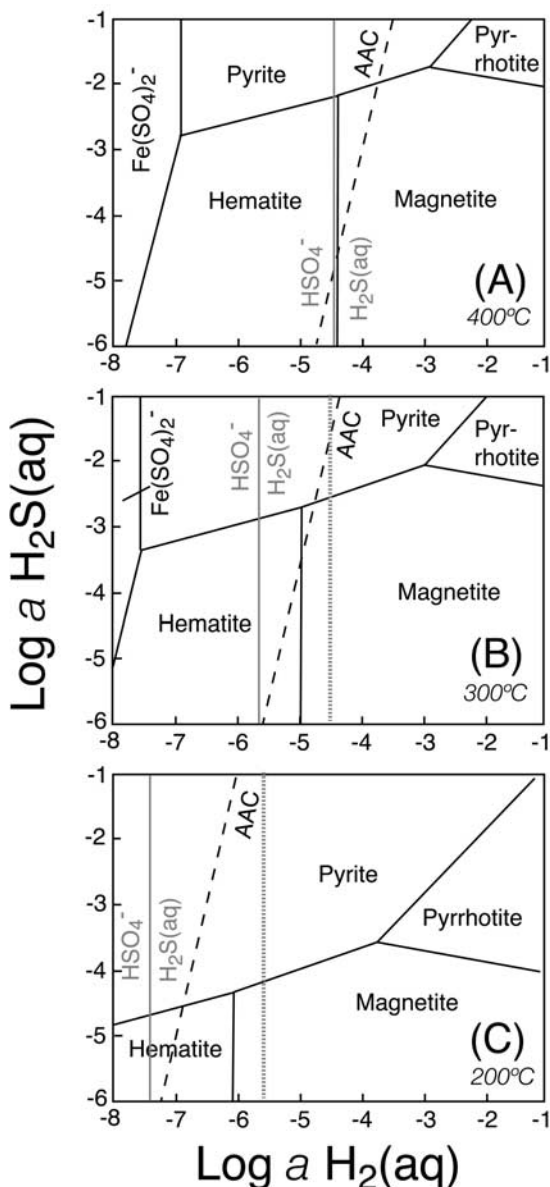 Log a H2S(aq)
-1
-2
-3
-4
-5
-6
Fe(SO4)2-
Pyrite
AAC
Pyr-
rhotite
Hematite
Magnetite
HSO4-
H2S(aq)
(A)
400ºC
-8 -7 -6 -5 -4 -3 -2 -1
-1
-2
-3
-4
-5
-6
Fe(SO4)2-
HSO4-
H2S(aq)
AAC
Pyrite
Pyr-
rhotite
Hematite
Magnetite
(B)
300ºC
-8 -7 -6 -5 -4 -3 -2 -1
-1
-2
-3
-4
-5
-6
AAC
Pyrite
HSO4-
H2S(aq)
Pyrrhotite
Magnetite
Hematite
(C)
200ºC
-8 -7 -6 -5 -4 -3 -2 -1
Log a H2(aq)